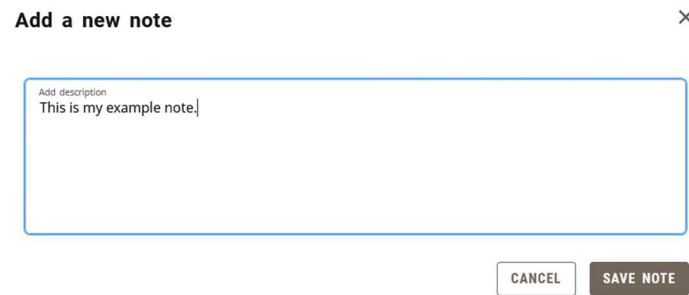 Add a new note
Add description
This is my example note.
CANCEL SAVE NOTE